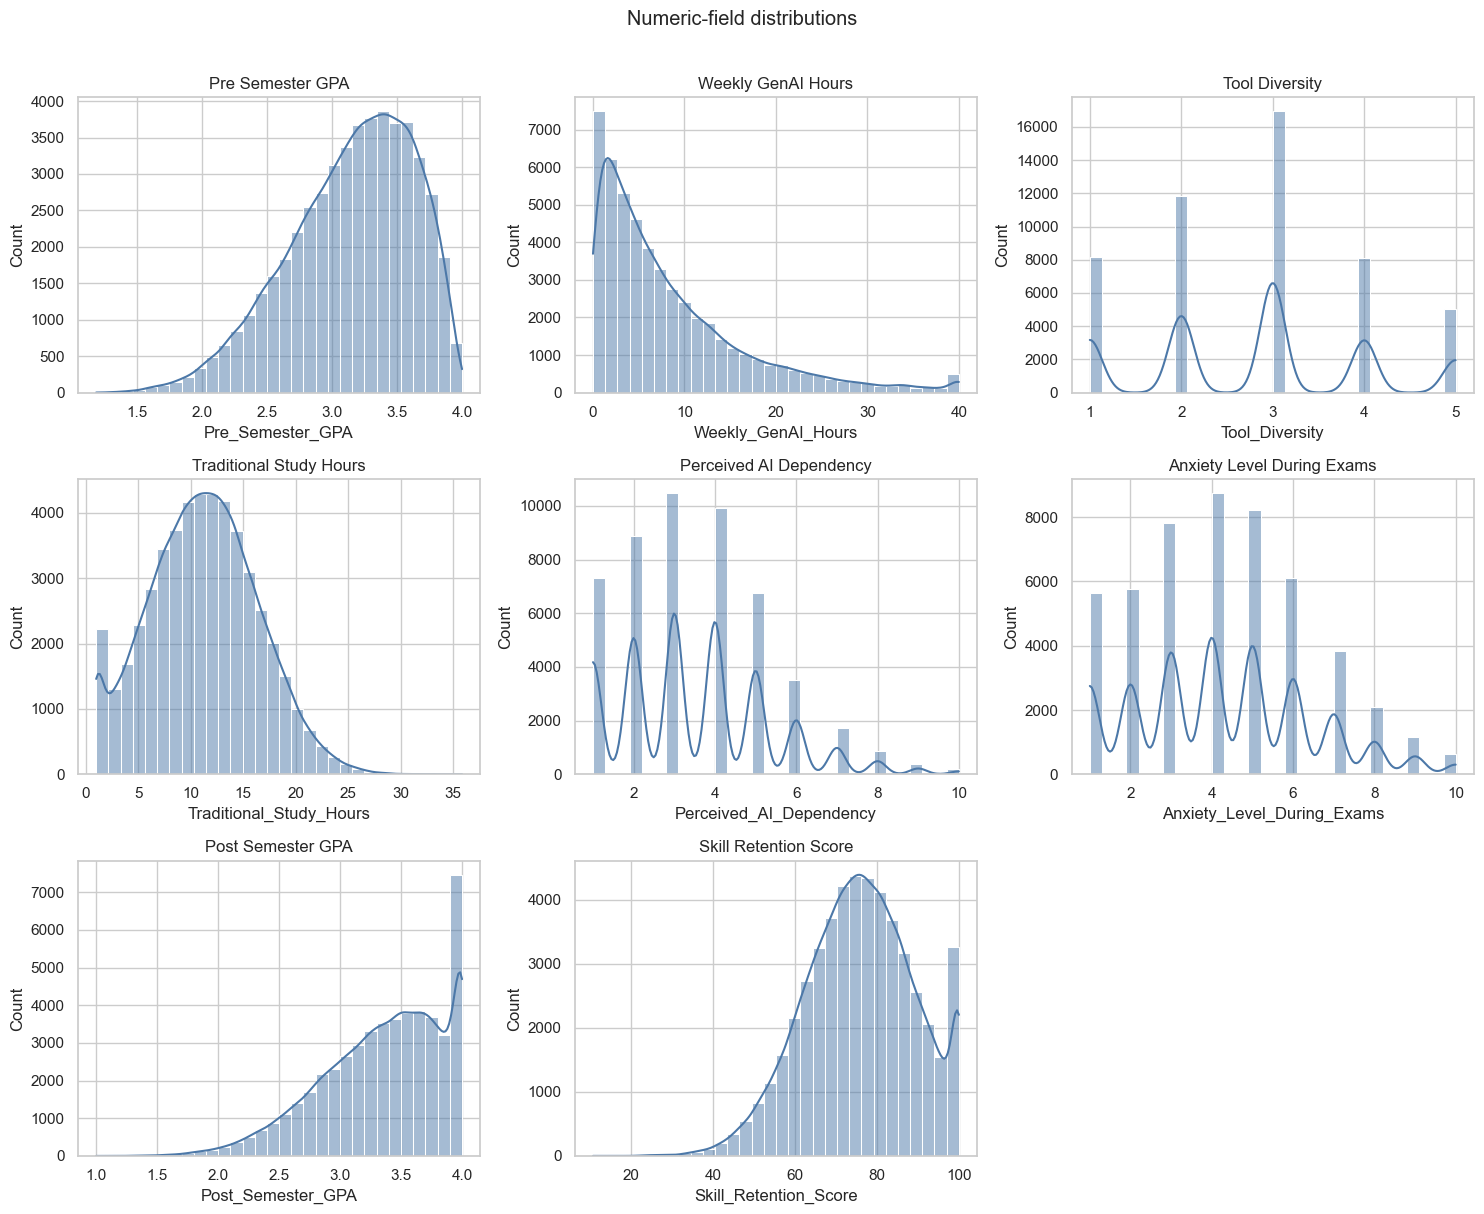 Numeric-field distributions
Pre Semester GPA
4000
3500
3000
2500
2000
1500
1000
500
0
Count
1.5 2.0 2.5 3.0 3.5 4.0
Pre_Semester_GPA
Weekly GenAI Hours
7000
6000
5000
4000
3000
2000
1000
0
Count
0 10 20 30 40
Weekly_GenAI_Hours
Tool Diversity
16000
14000
12000
10000
8000
6000
4000
2000
0
Count
1 2 3 4 5
Tool_Diversity
Traditional Study Hours
4000
3000
2000
1000
0
Count
0 5 10 15 20 25 30 35
Traditional_Study_Hours
Perceived AI Dependency
10000
8000
6000
4000
2000
0
Count
2 4 6 8 10
Perceived_AI_Dependency
Anxiety Level During Exams
8000
6000
4000
2000
0
Count
2 4 6 8 10
Anxiety_Level_During_Exams
Post Semester GPA
7000
6000
5000
4000
3000
2000
1000
0
Count
1.0 1.5 2.0 2.5 3.0 3.5 4.0
Post_Semester_GPA
Skill Retention Score
4000
3000
2000
1000
0
Count
20 40 60 80 100
Skill_Retention_Score